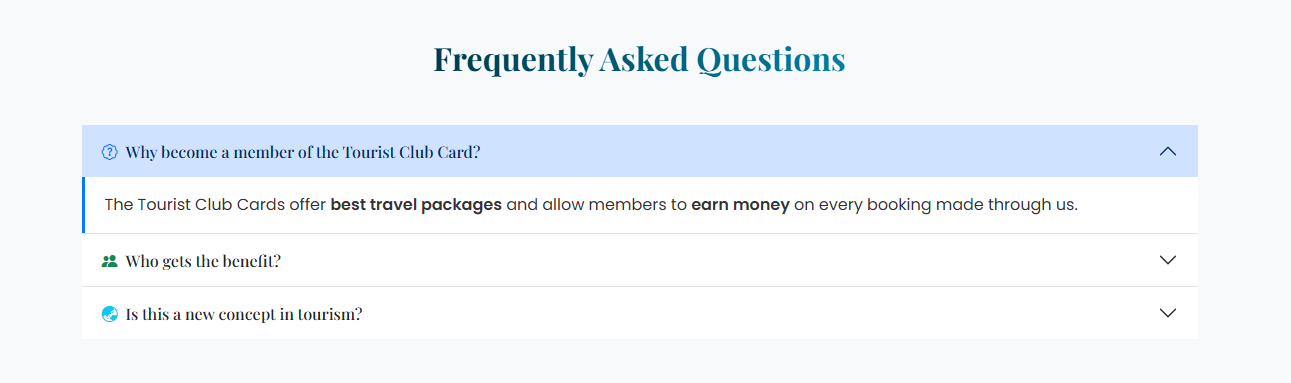 Frequently Asked Questions
Why become a member of the Tourist Club Card?
The Tourist Club Cards offer best travel packages and allow members to earn money on every booking made through us.
Who gets the benefit?
Is this a new concept in tourism?